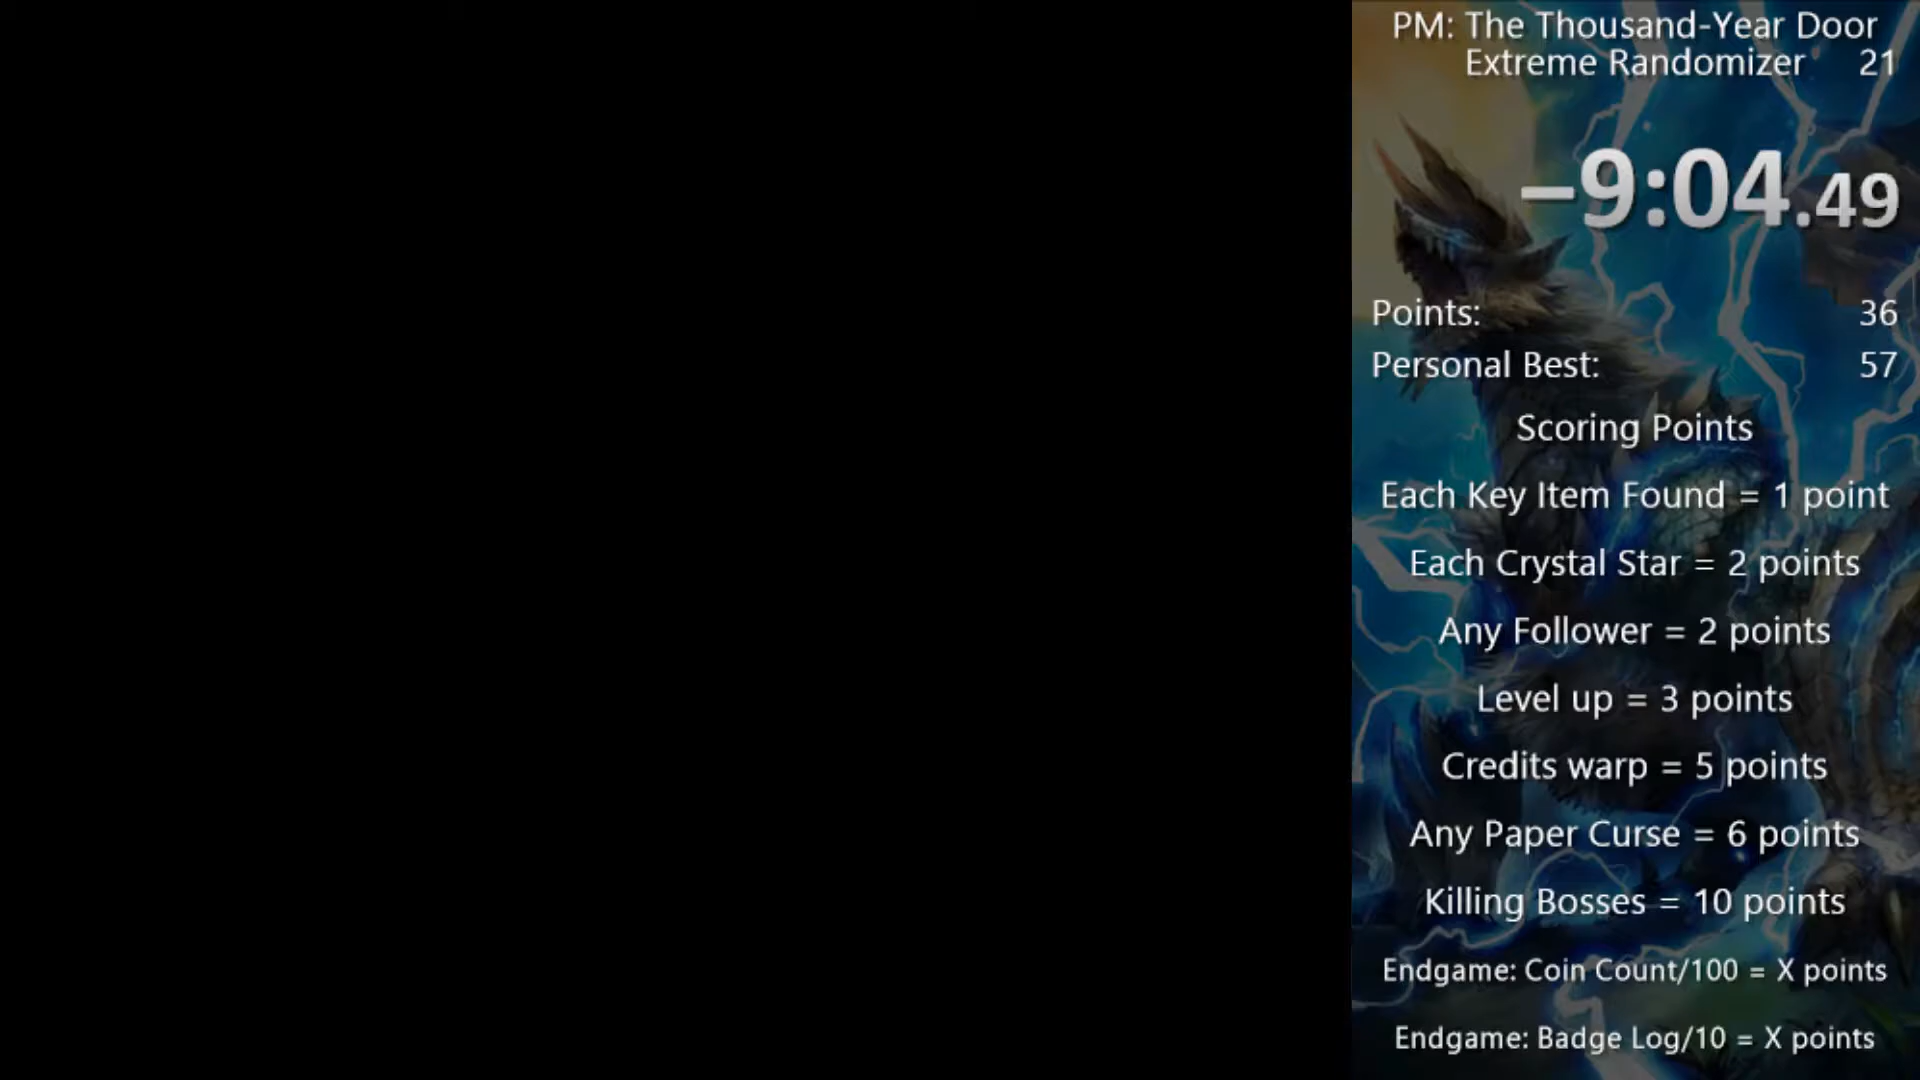 PM: The Thousand-Year Door
Extreme Randomizer 21
−9:04.49
Points: 36
Personal Best: 57
Scoring Points
Each Key Item Found = 1 point
Each Crystal Star = 2 points
Any Follower = 2 points
Level up = 3 points
Credits warp = 5 points
Any Paper Curse = 6 points
Killing Bosses = 10 points
Endgame: Coin Count/100 = X points
Endgame: Badge Log/10 = X points